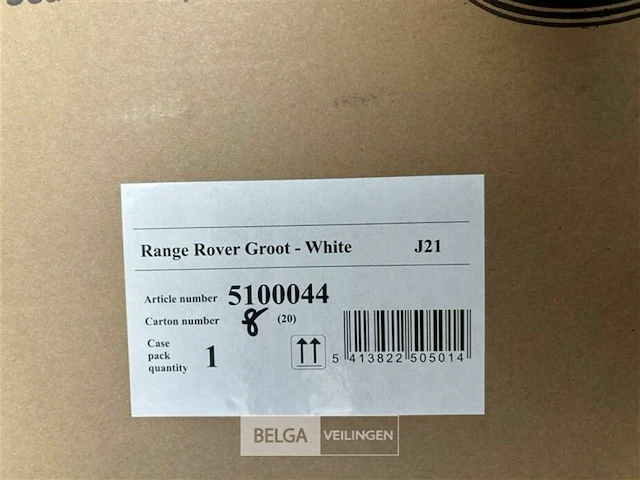 Range Rover Groot - White J21
Article number 5100044
Carton number 8 (20)
Case pack quantity 1
5 413822 505014
BELGA VEILINGEN